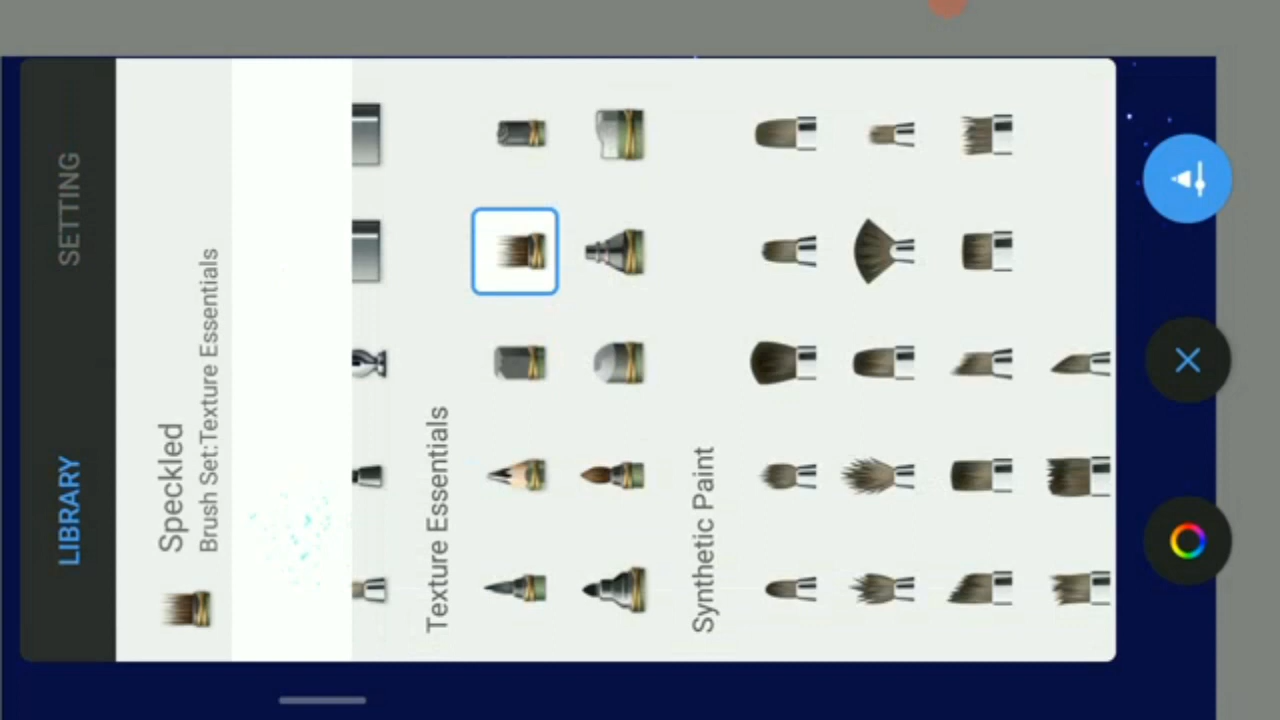 LIBRARY
SETTING
Speckled
Brush Set:Texture Essentials
Texture Essentials
Synthetic Paint